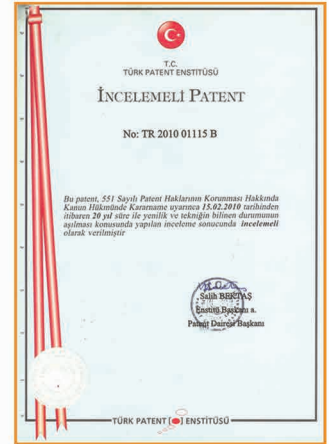 T.C.
TÜRK PATENT ENSTİTÜSÜ
İNCELEMELİ PATENT
No: TR 2010 01115 B
Bu patent, 551 Sayılı Patent Haklarının Korunması Hakkında
Kanun Hükmünde Kararname uyarınca 15.02.2010 tarihinden
itibaren 20 yıl süre ile yenilik ve tekniğin bilinen durumunun
aşılması konusunda yapılan inceleme sonucunda incelemeli
olarak verilmiştir
Salih BEKTAŞ
Enstitü Başkanı a.
Patent Dairesi Başkanı
TÜRK PATENT ENSTİTÜSÜ